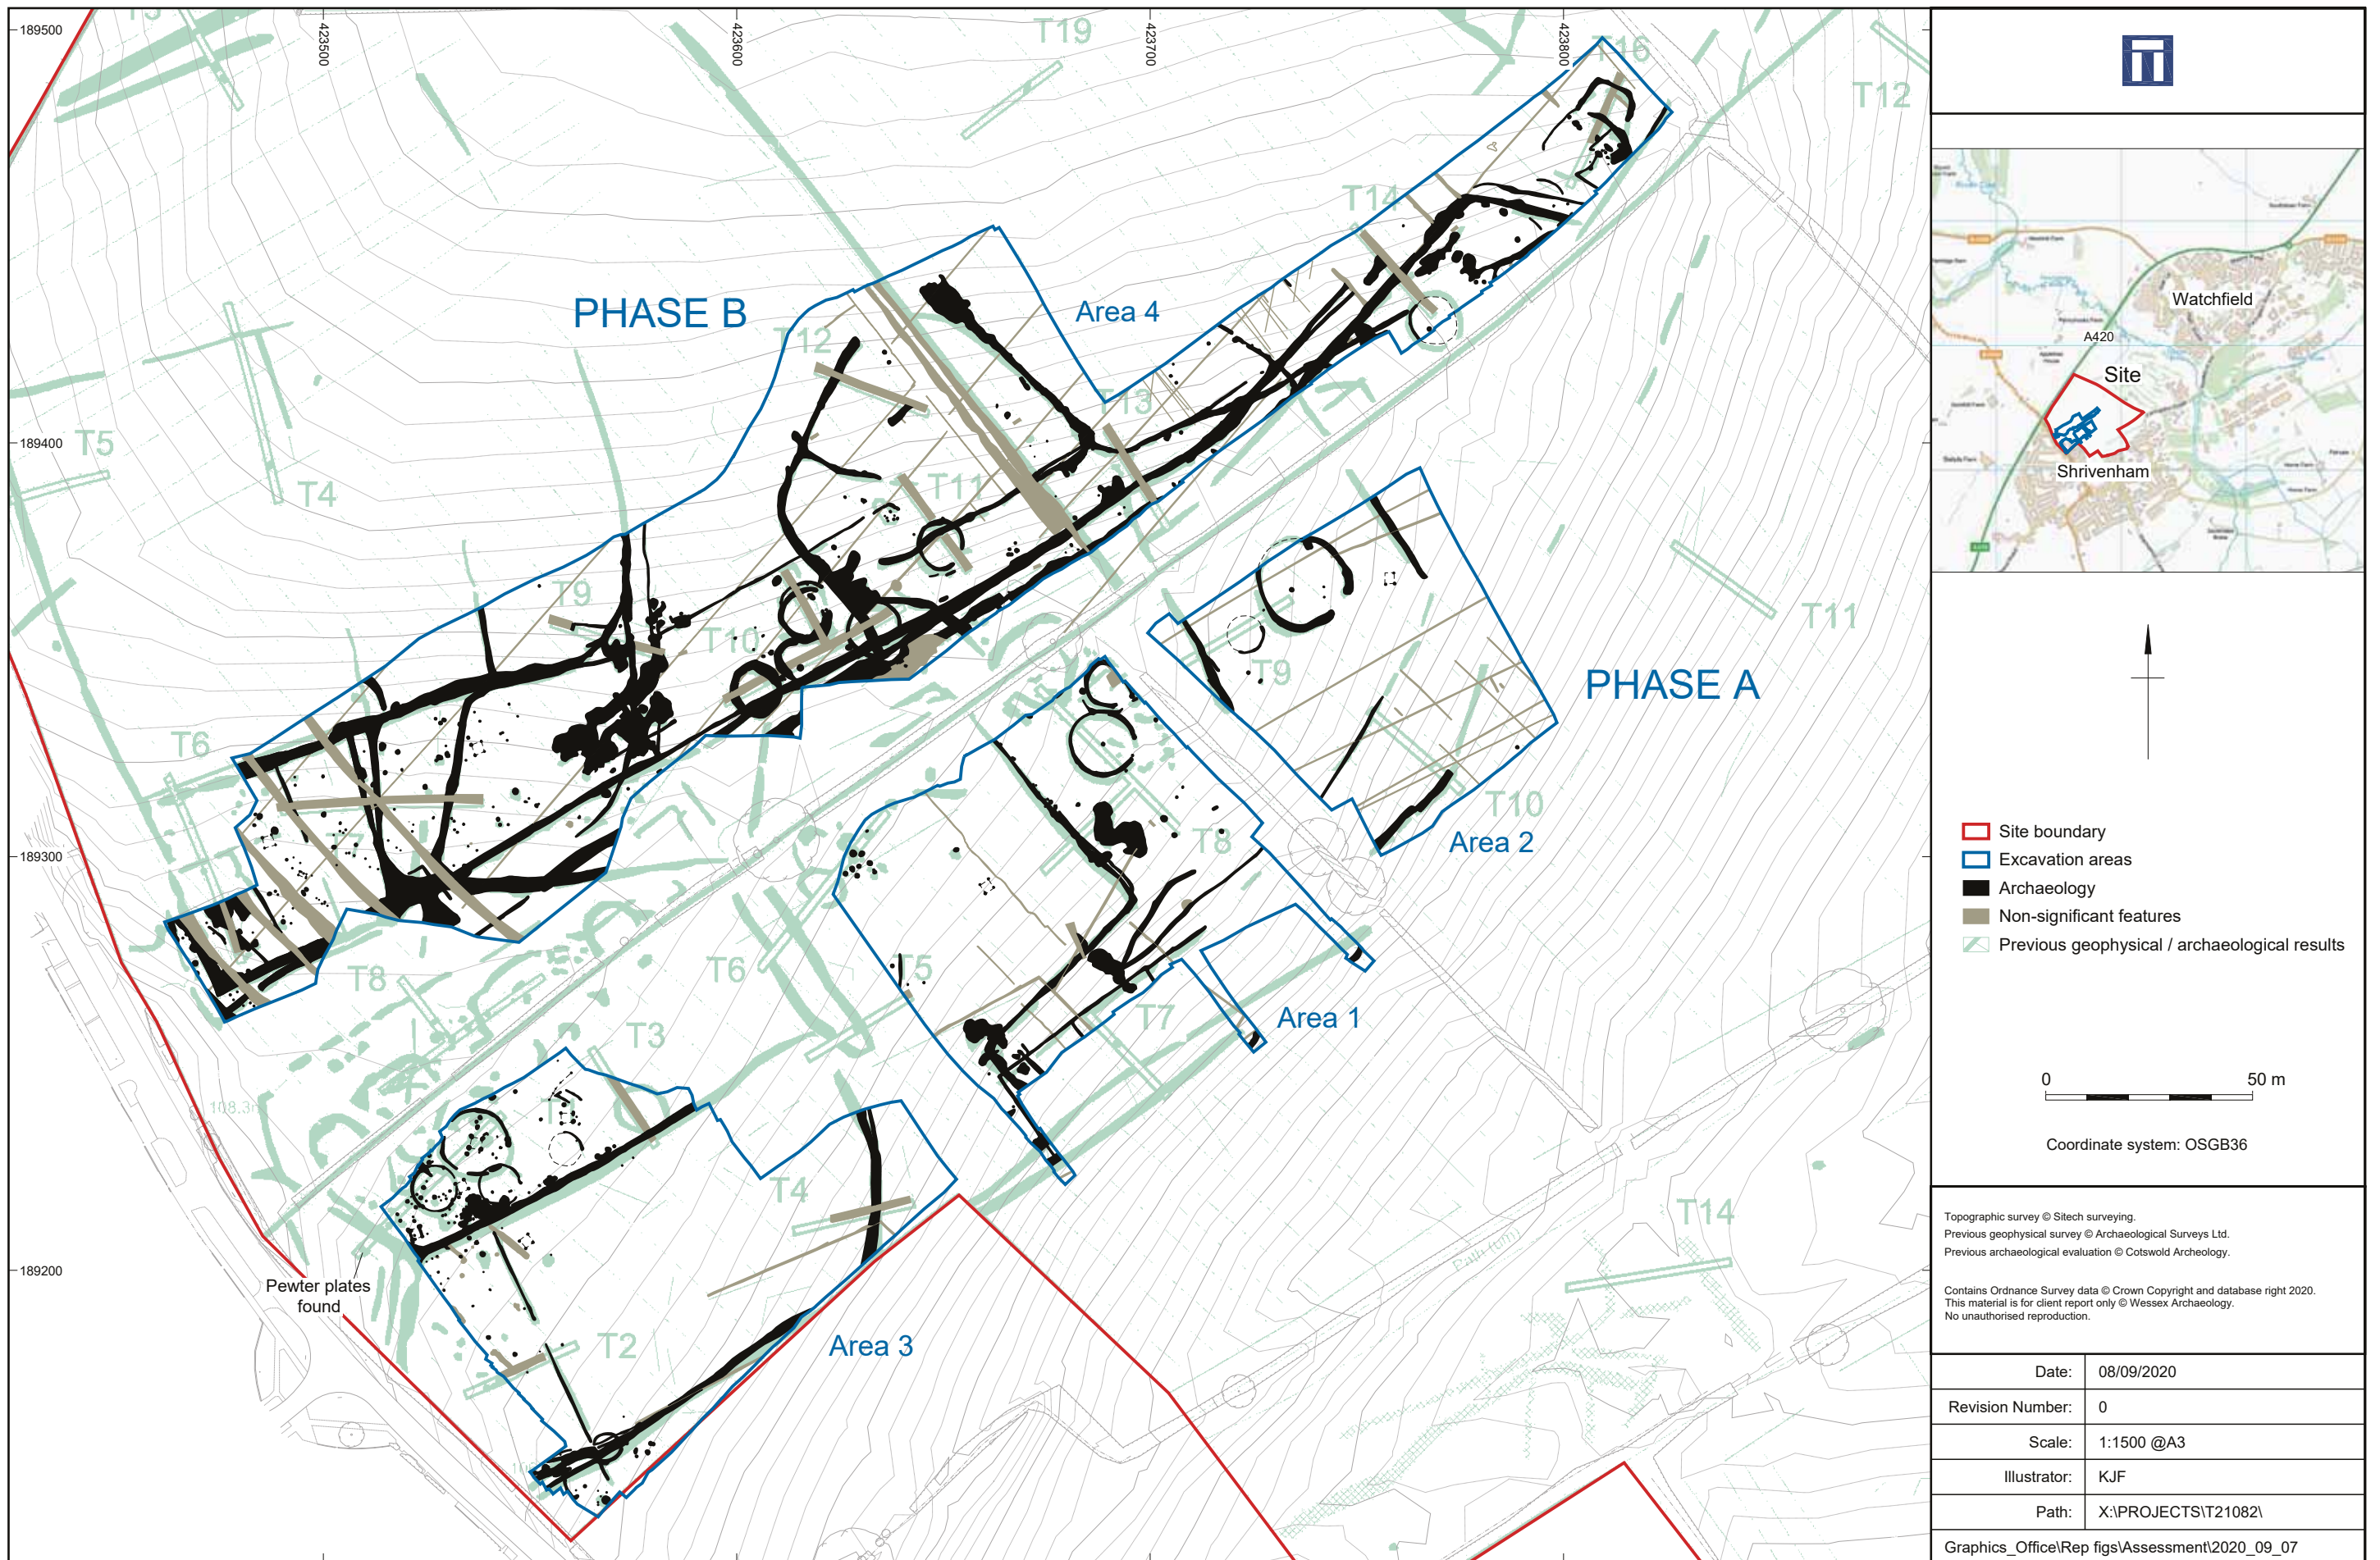 189500
189400
189300
189200
423500
423600
423700
423800
T19
T16
T12
T14
PHASE B
Area 4
T12
T13
T5
T4
T11
T9
T10
T6
T7
T11
T9
PHASE A
T10
Area 2
T8
T5
T6
T7
Area 1
T8
T3
T1
108.3m
T4
T14
Path (um)
Pewter plates
found
T2
Area 3
Watchfield
A420
Site
Shrivenham
Site boundary
Excavation areas
Archaeology
Non-significant features
Previous geophysical / archaeological results
0 50 m
Coordinate system: OSGB36
Topographic survey © Sitech surveying.
Previous geophysical survey © Archaeological Surveys Ltd.
Previous archaeological evaluation © Cotswold Archeology.
Contains Ordnance Survey data © Crown Copyright and database right 2020.
This material is for client report only © Wessex Archaeology.
No unauthorised reproduction.
Date: 08/09/2020
Revision Number: 0
Scale: 1:1500 @A3
Illustrator: KJF
Path: X:\PROJECTS\T21082\
Graphics_Office\Rep figs\Assessment\2020_09_07